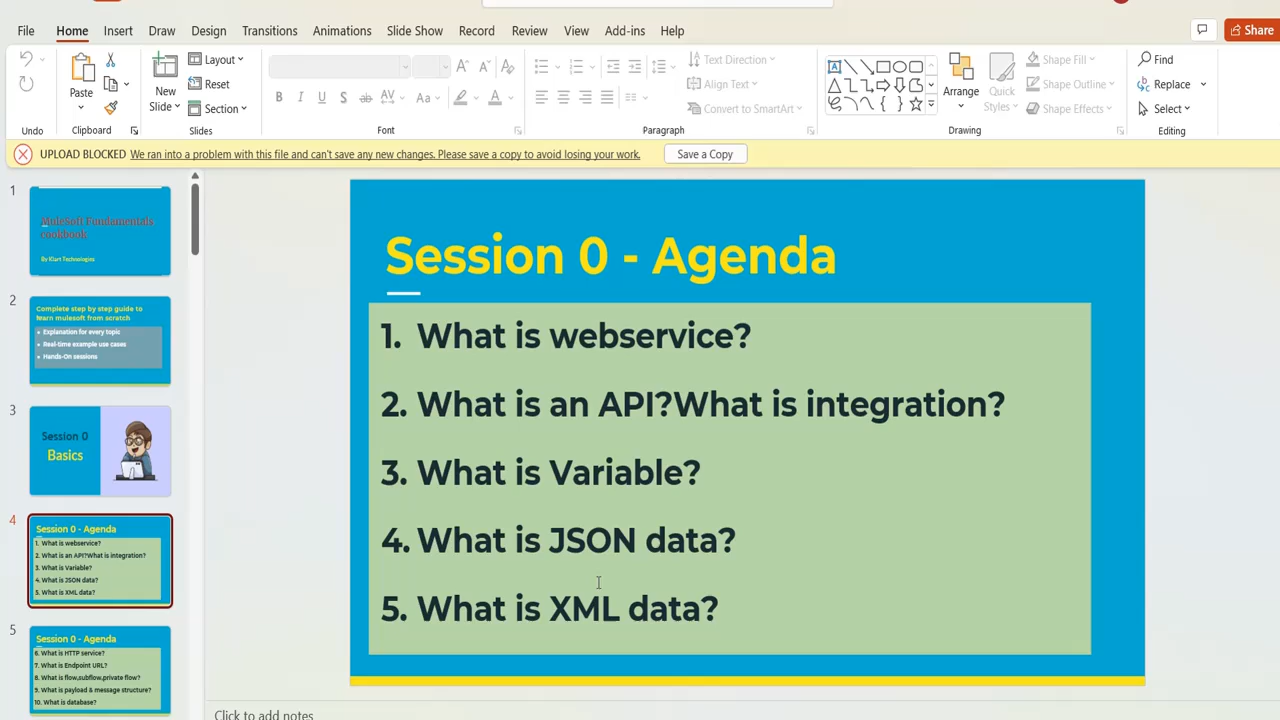 File Home Insert Draw Design Transitions Animations Slide Show Record Review View Add-ins Help Share
Paste
New Slide
Layout
Reset
Section
B I U S ab AV Aa A
Text Direction
Align Text
Convert to SmartArt
Arrange
Quick Styles
Shape Fill
Shape Outline
Shape Effects
Find
Replace
Select
Undo Clipboard Slides Font Paragraph Drawing Editing
UPLOAD BLOCKED We ran into a problem with this file and can't save any new changes. Please save a copy to avoid losing your work. Save a Copy
1
MuleSoft Fundamentals
cookbook
By Klart Technologies
2
Complete step by step guide to
learn mulesoft from scratch
Explanation for every topic
Real-time example use cases
Hands-On sessions
3
Session 0
Basics
4
Session 0 - Agenda
1. What is webservice?
2. What is an API?What is integration?
3. What is Variable?
4. What is JSON data?
5. What is XML data?
5
Session 0 - Agenda
6. What is HTTP service?
7. What is Endpoint URL?
8. What is flow,subflow,private flow?
9. What is payload & message structure?
10. What is database?
Session 0 - Agenda
1. What is webservice?
2. What is an API?What is integration?
3. What is Variable?
4. What is JSON data?
5. What is XML data?
Click to add notes